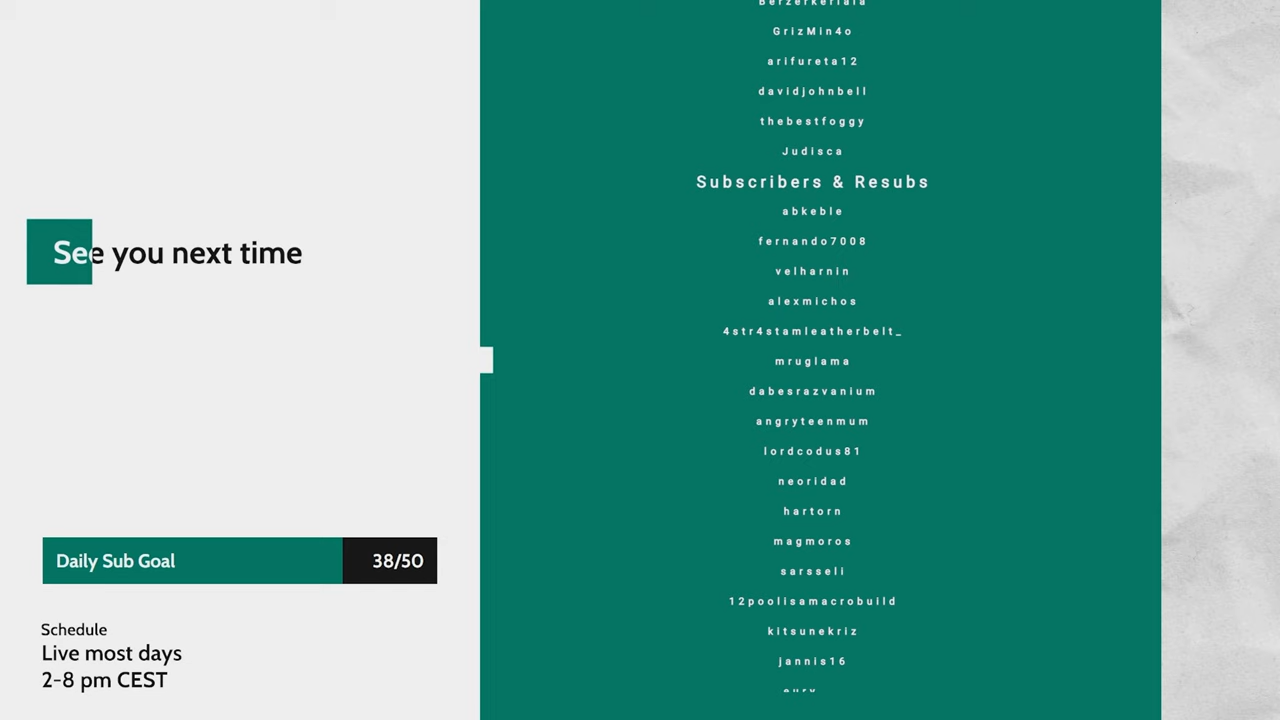 See you next time
Daily Sub Goal 38/50
Schedule
Live most days
2-8 pm CEST
GrizMin4o
arifureta12
davidjohnbell
thebestfoggy
Judisca
Subscribers & Resubs
abkeble
fernando7008
velharnin
alexmichos
4str4stamleatherbelt_
mruglama
dabesrazvanium
angryteenmum
lordcodus81
neoridad
hartorn
magmoros
sarsseli
12poolisamacrobuild
kitsunekriz
jannis16